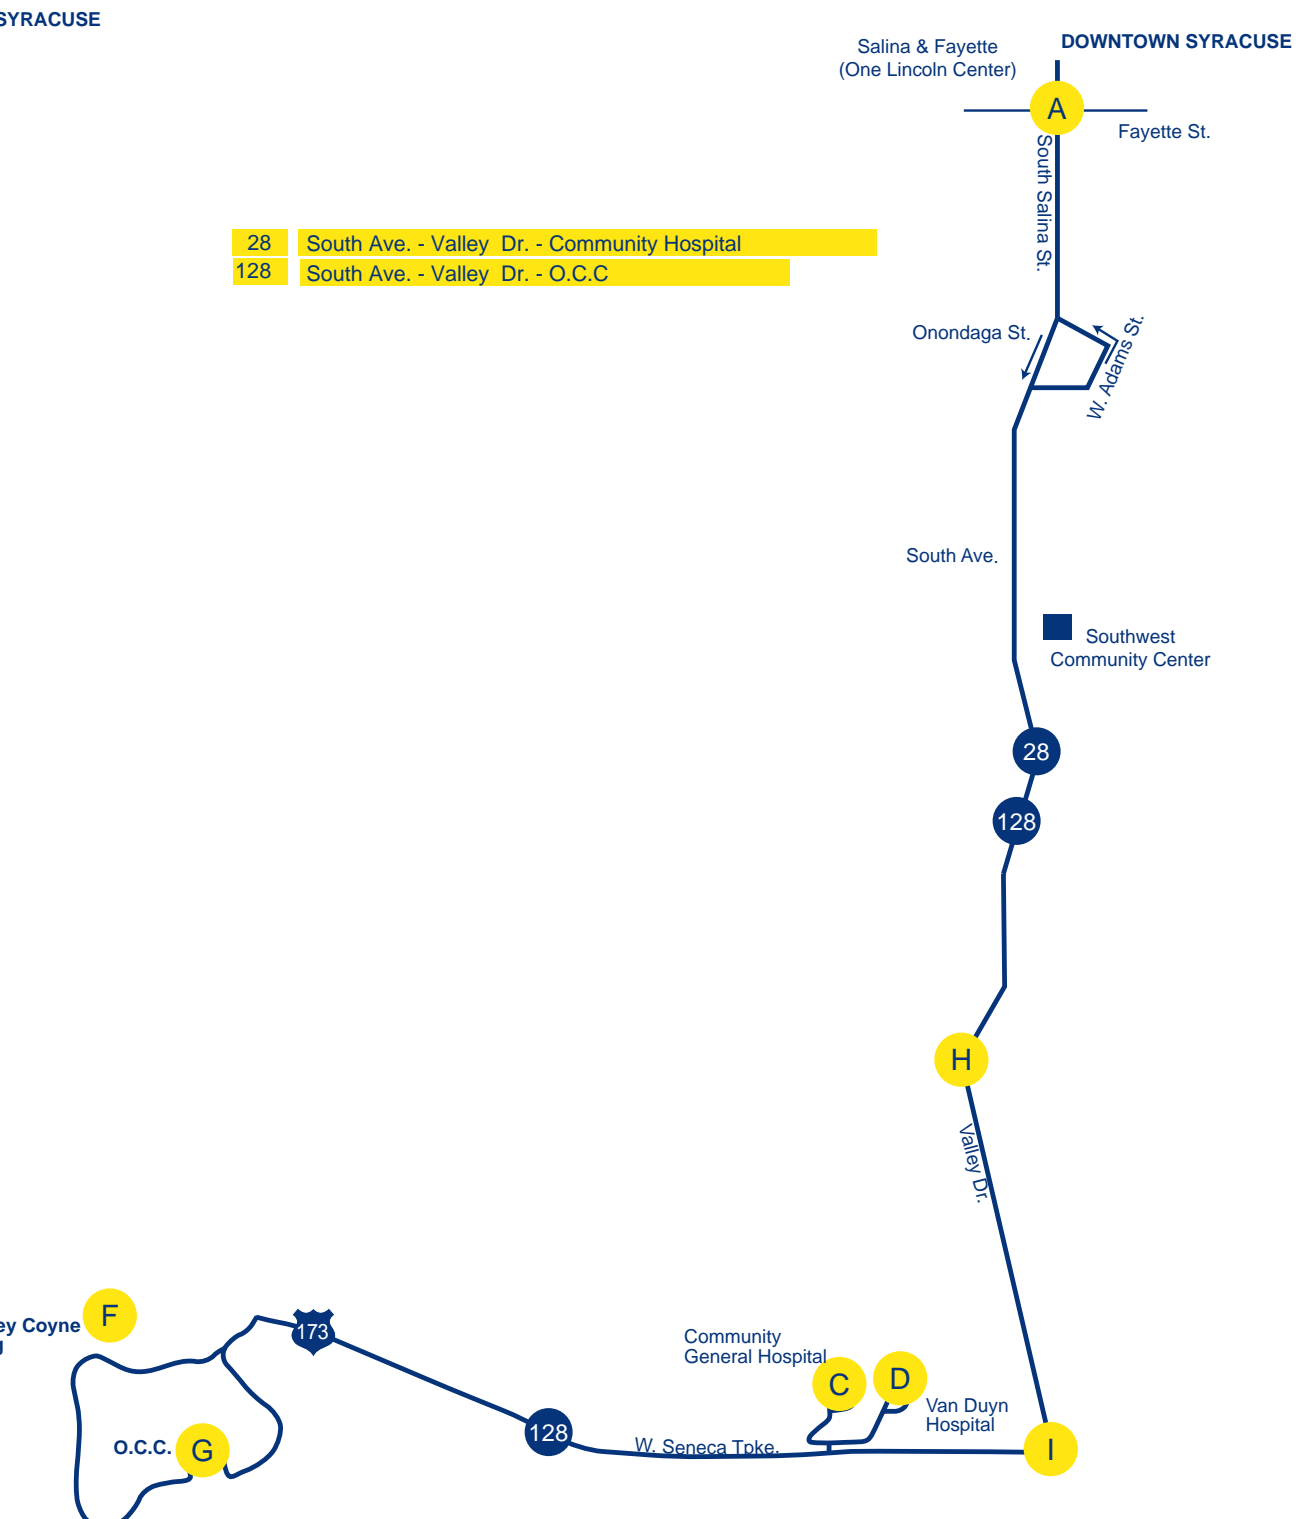 SYRACUSE
DOWNTOWN SYRACUSE
Salina & Fayette
(One Lincoln Center)
A
Fayette St.
South Salina St.
28 South Ave. - Valley Dr. - Community Hospital
128 South Ave. - Valley Dr. - O.C.C
Onondaga St.
W. Adams St.
South Ave.
Southwest
Community Center
28
128
H
Valley Dr.
F
ey Coyne
173
Community
General Hospital
C
D
Van Duyn
Hospital
128
W. Seneca Tpke.
I
O.C.C.
G